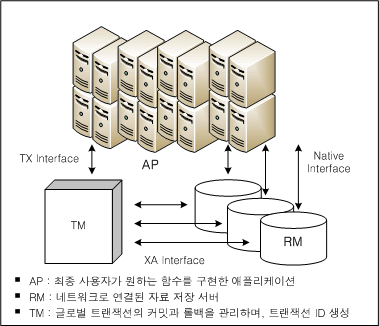 AP
TX Interface
Native
Interface
TM
RM
XA Interface
▪ AP : 최종 사용자가 원하는 함수를 구현한 애플리케이션
▪ RM : 네트워크로 연결된 자료 저장 서버
▪ TM : 글로벌 트랜잭션의 커밋과 롤백을 관리하며, 트랜잭션 ID 생성